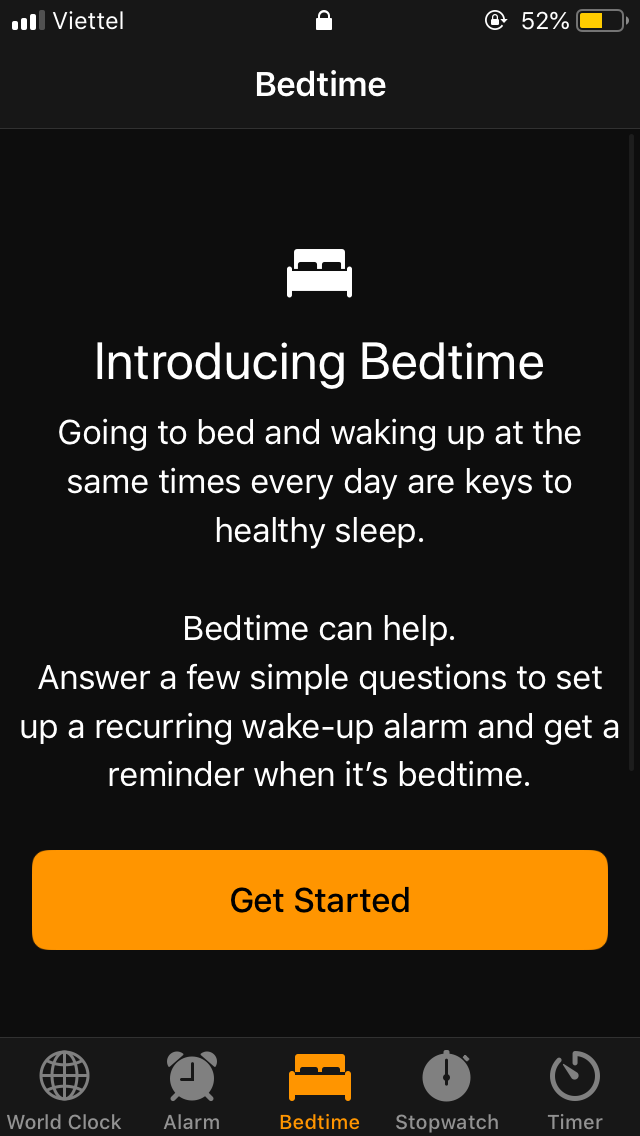 Viettel
52%
Bedtime
Introducing Bedtime
Going to bed and waking up at the
same times every day are keys to
healthy sleep.
Bedtime can help.
Answer a few simple questions to set
up a recurring wake-up alarm and get a
reminder when it’s bedtime.
Get Started
World Clock
Alarm
Bedtime
Stopwatch
Timer